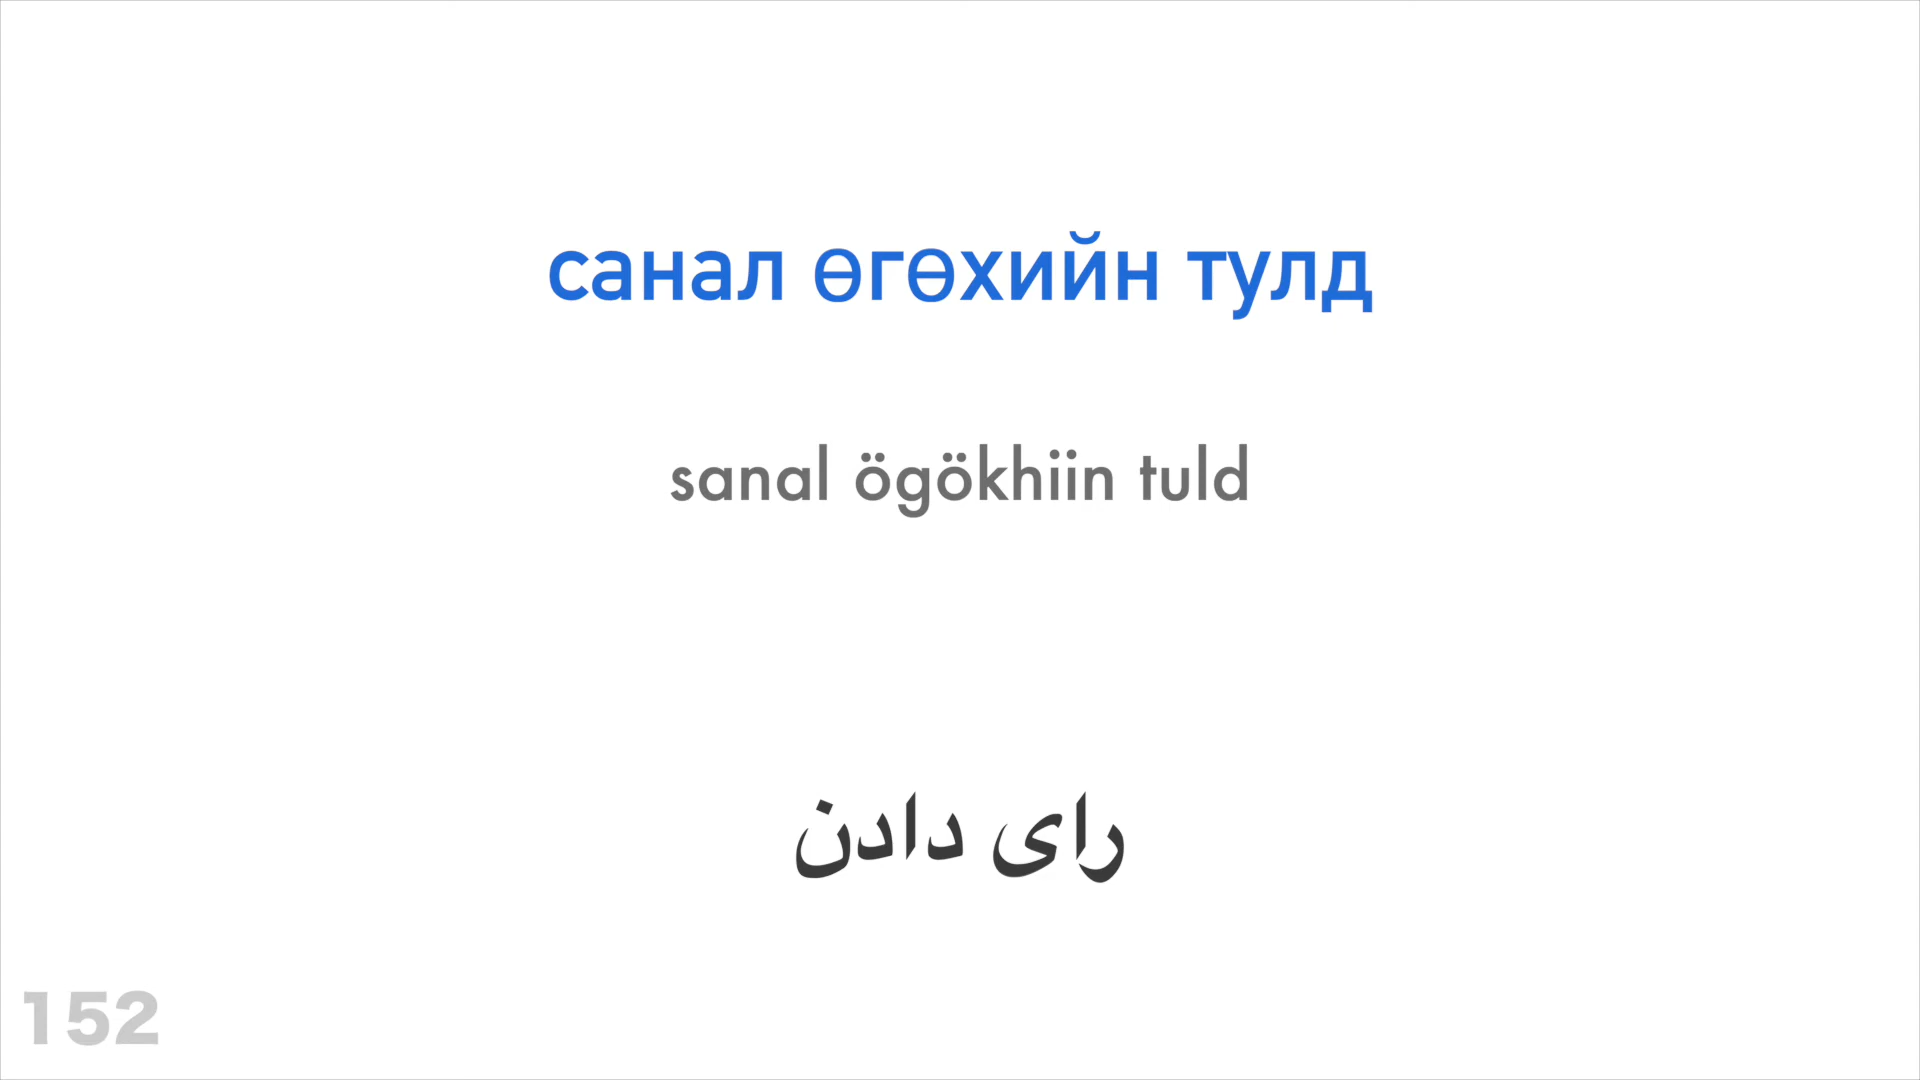 санал өгөхийн тулд
sanal ögökhiin tuld
رای دادن
152